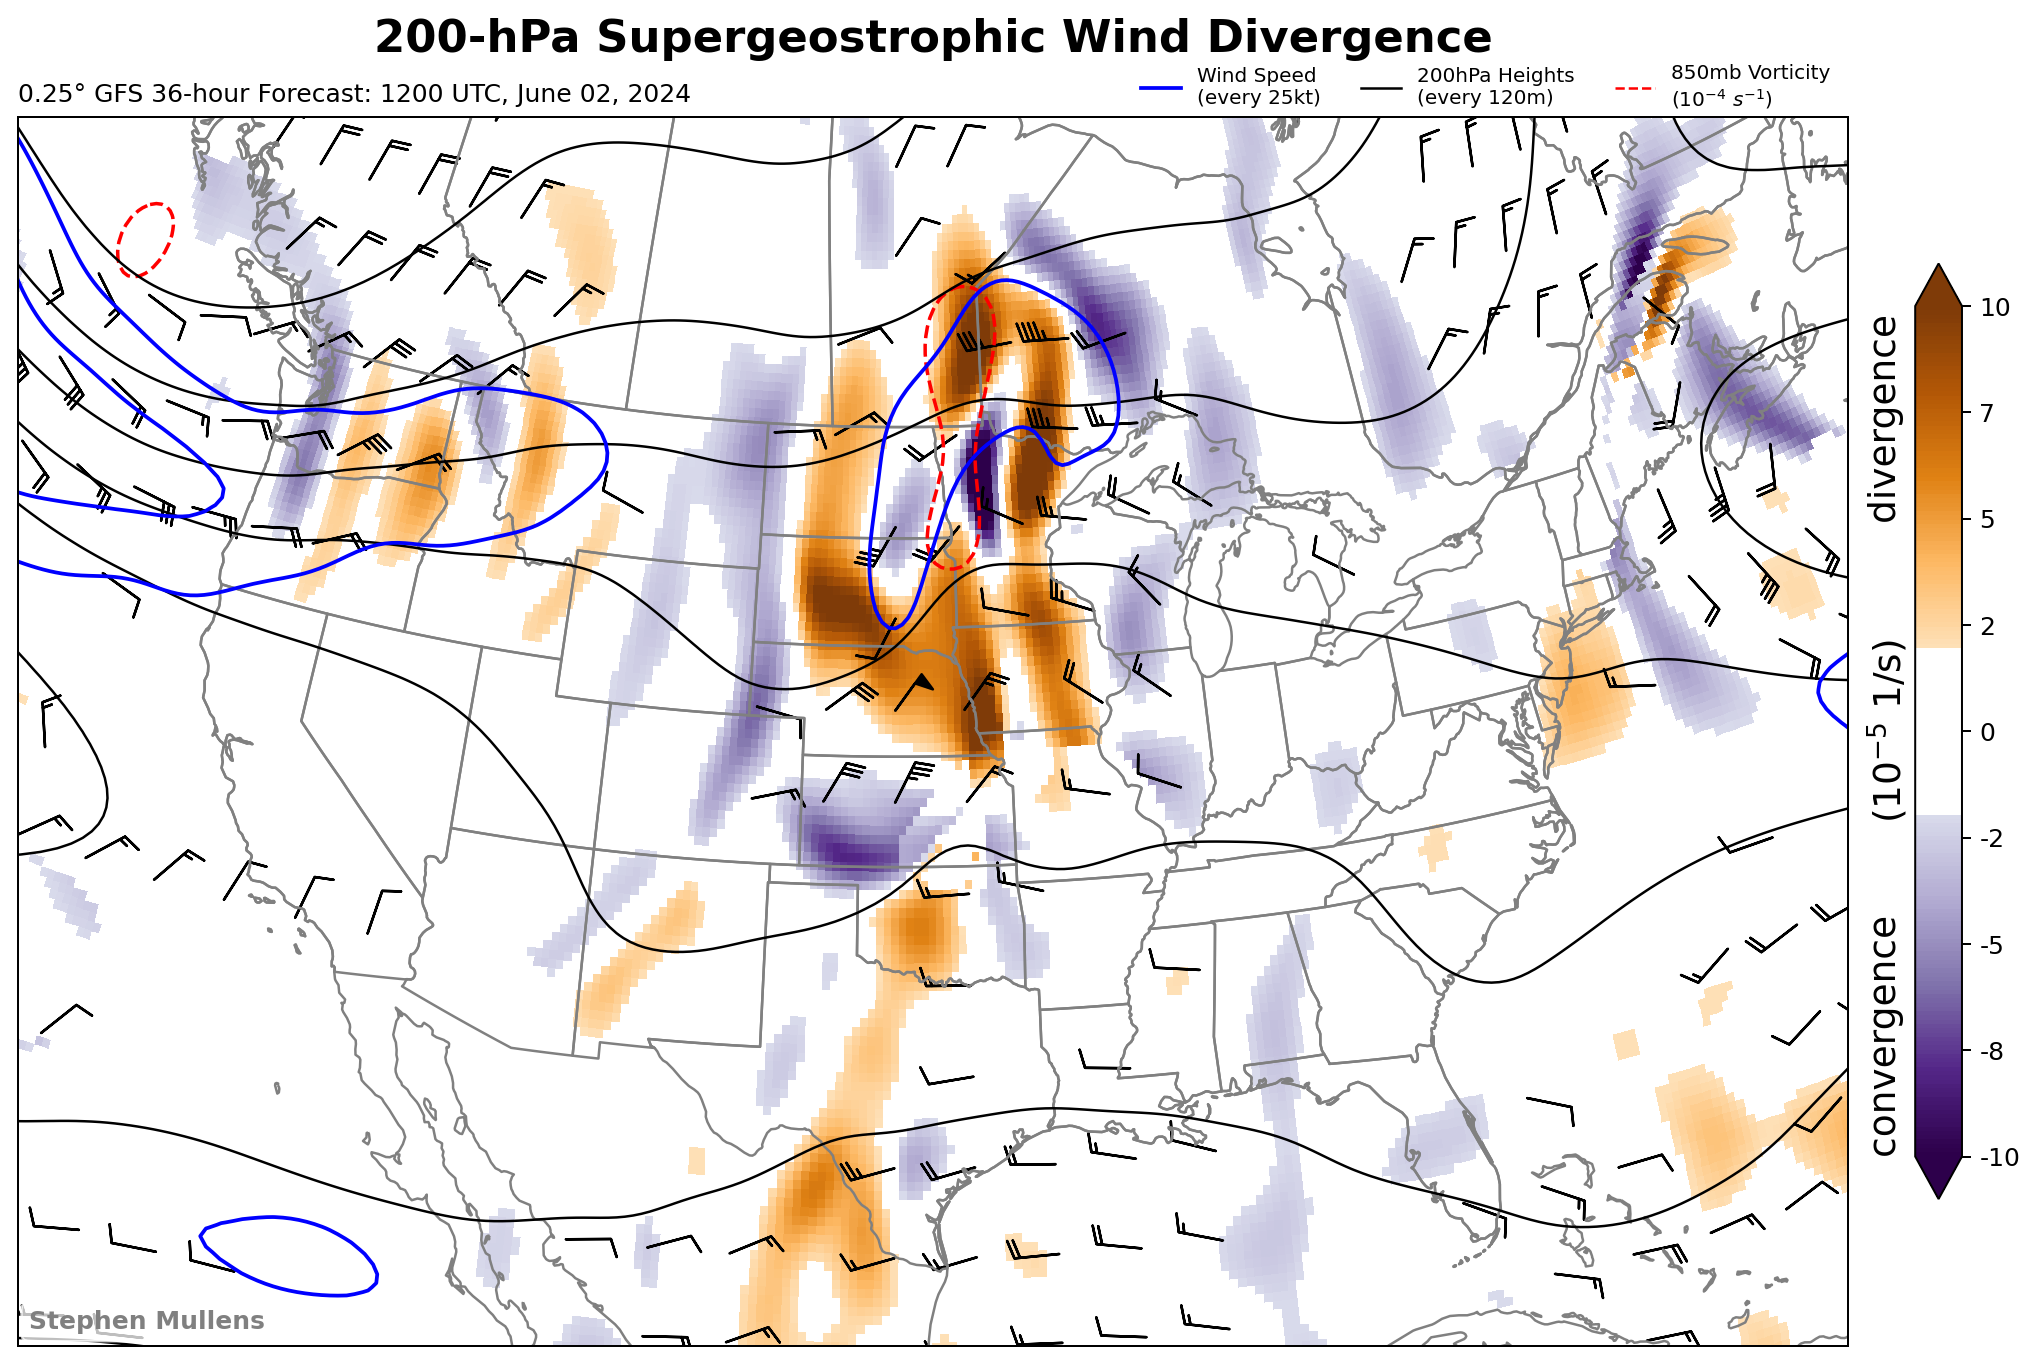 200-hPa Supergeostrophic Wind Divergence
0.25° GFS 36-hour Forecast: 1200 UTC, June 02, 2024
Wind Speed
(every 25kt)
200hPa Heights
(every 120m)
850mb Vorticity
(10⁻⁴ s⁻¹)
10
7
5
2
0
-2
-5
-8
-10
convergence (10⁻⁵ 1/s) divergence
Stephen Mullens